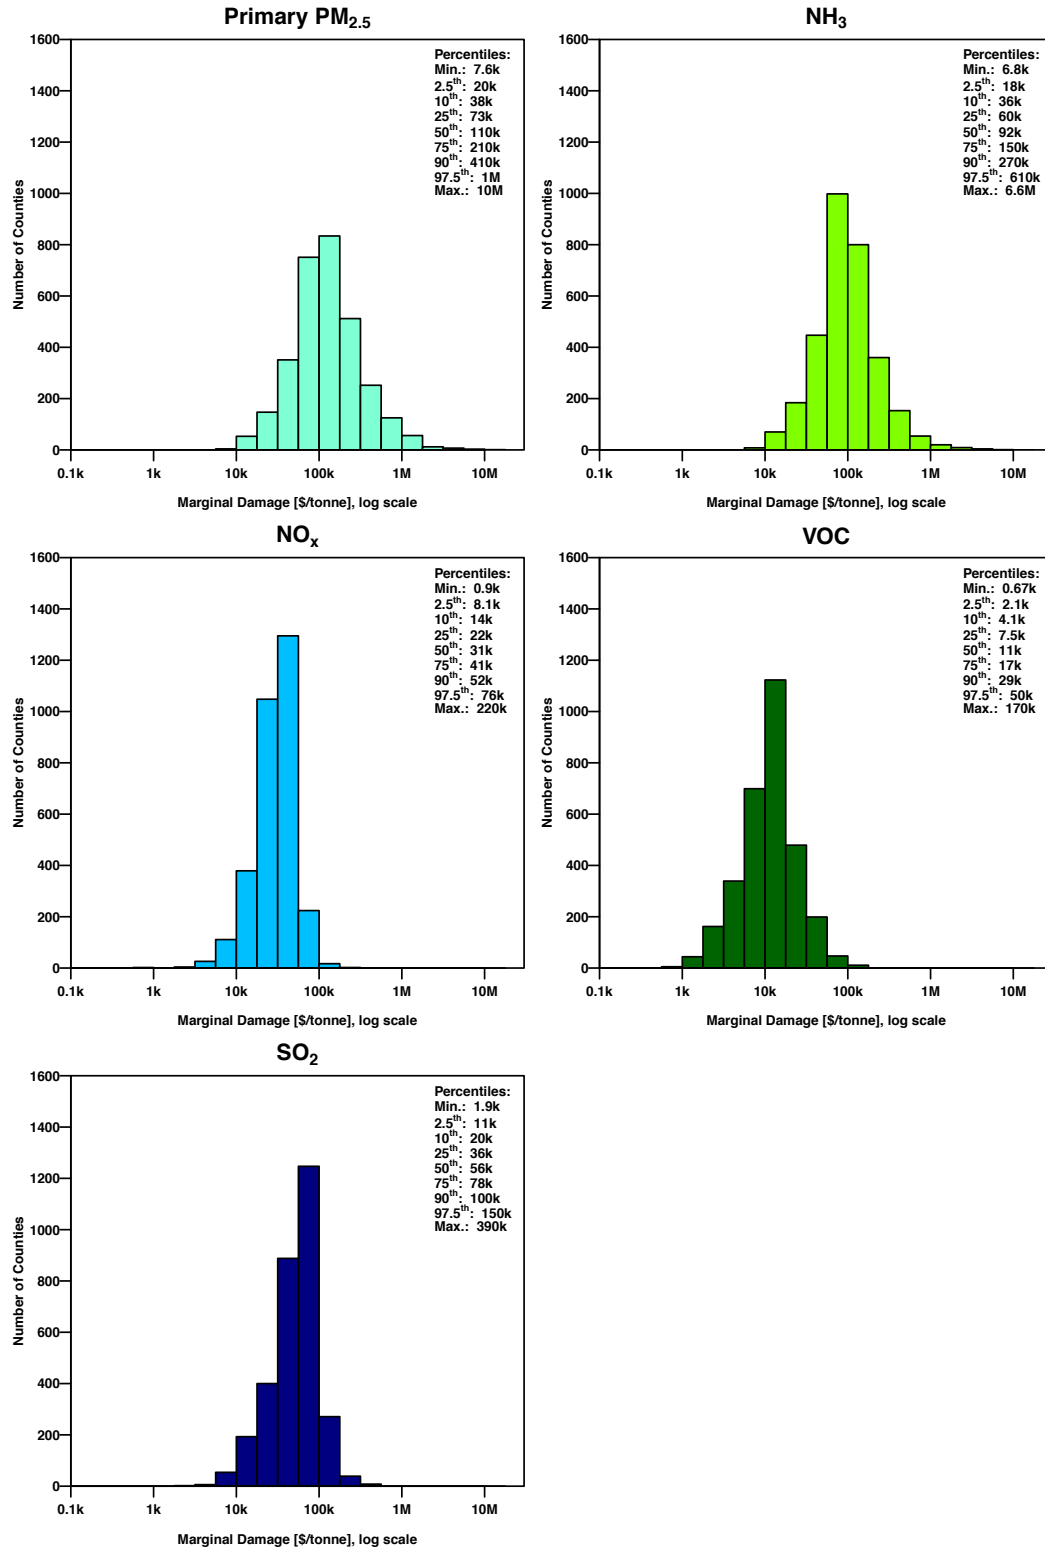 Primary PM2.5
1600
1400
1200
1000
800
600
400
200
0
Number of Counties
Percentiles:
Min.: 7.6k
2.5th: 20k
10th: 38k
25th: 73k
50th: 110k
75th: 210k
90th: 410k
97.5th: 1M
Max.: 10M
0.1k 1k 10k 100k 1M 10M
Marginal Damage [$/tonne], log scale
NH3
1600
1400
1200
1000
800
600
400
200
0
Number of Counties
Percentiles:
Min.: 6.8k
2.5th: 18k
10th: 36k
25th: 60k
50th: 92k
75th: 150k
90th: 270k
97.5th: 610k
Max.: 6.6M
0.1k 1k 10k 100k 1M 10M
Marginal Damage [$/tonne], log scale
NOx
1600
1400
1200
1000
800
600
400
200
0
Number of Counties
Percentiles:
Min.: 0.9k
2.5th: 8.1k
10th: 14k
25th: 22k
50th: 31k
75th: 41k
90th: 52k
97.5th: 76k
Max.: 220k
0.1k 1k 10k 100k 1M 10M
Marginal Damage [$/tonne], log scale
VOC
1600
1400
1200
1000
800
600
400
200
0
Number of Counties
Percentiles:
Min.: 0.67k
2.5th: 2.1k
10th: 4.1k
25th: 7.5k
50th: 11k
75th: 17k
90th: 29k
97.5th: 50k
Max.: 170k
0.1k 1k 10k 100k 1M 10M
Marginal Damage [$/tonne], log scale
SO2
1600
1400
1200
1000
800
600
400
200
0
Number of Counties
Percentiles:
Min.: 1.9k
2.5th: 11k
10th: 20k
25th: 36k
50th: 56k
75th: 78k
90th: 100k
97.5th: 150k
Max.: 390k
0.1k 1k 10k 100k 1M 10M
Marginal Damage [$/tonne], log scale